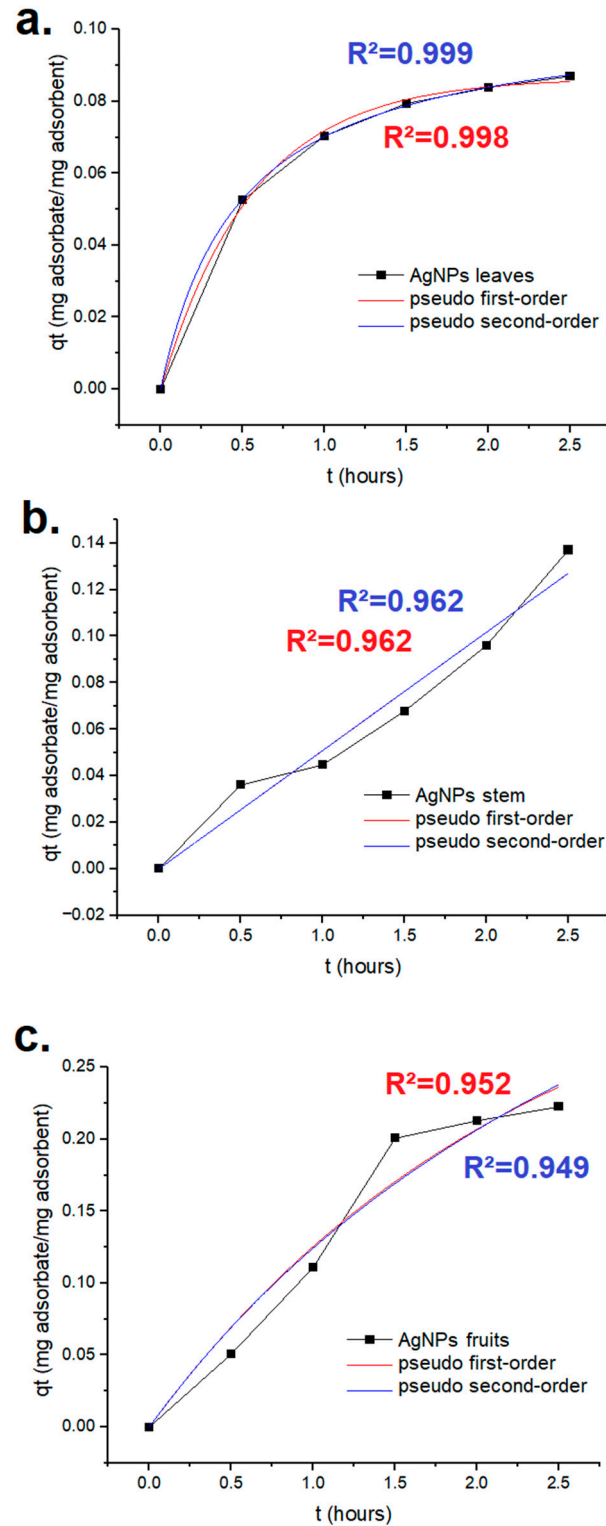 a.
0.10
0.08
0.06
0.04
0.02
0.00
qt (mg adsorbate/mg adsorbent)
R²=0.999
R²=0.998
AgNPs leaves
pseudo first-order
pseudo second-order
0.0 0.5 1.0 1.5 2.0 2.5
t (hours)
b.
0.14
0.12
0.10
0.08
0.06
0.04
0.02
0.00
−0.02
qt (mg adsorbate/mg adsorbent)
R²=0.962
R²=0.962
AgNPs stem
pseudo first-order
pseudo second-order
0.0 0.5 1.0 1.5 2.0 2.5
t (hours)
c.
0.25
0.20
0.15
0.10
0.05
0.00
qt (mg adsorbate/mg adsorbent)
R²=0.952
R²=0.949
AgNPs fruits
pseudo first-order
pseudo second-order
0.0 0.5 1.0 1.5 2.0 2.5
t (hours)